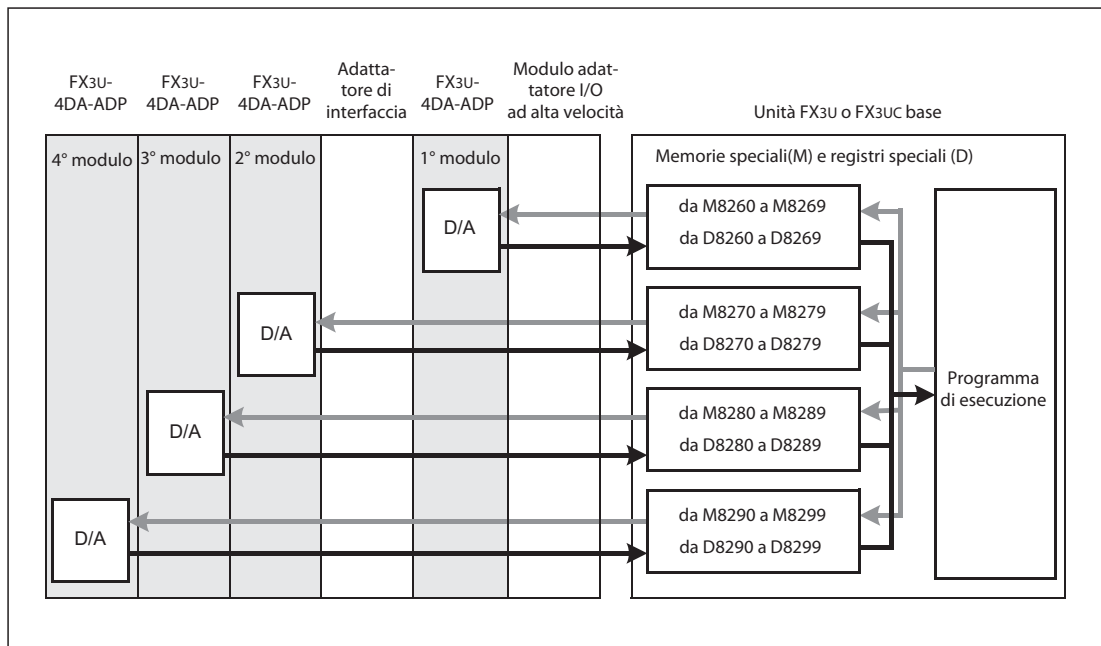 FX3U-
4DA-ADP
FX3U-
4DA-ADP
FX3U-
4DA-ADP
Adatta-
tore di
interfaccia
FX3U-
4DA-ADP
Modulo adat-
tatore I/O
ad alta velocità
Unità FX3U o FX3UC base
4° modulo
3° modulo
2° modulo
1° modulo
Memorie speciali(M) e registri speciali (D)
D/A
da M8260 a M8269
da D8260 a D8269
D/A
da M8270 a M8279
da D8270 a D8279
D/A
da M8280 a M8289
da D8280 a D8289
D/A
da M8290 a M8299
da D8290 a D8299
Programma
di esecuzione